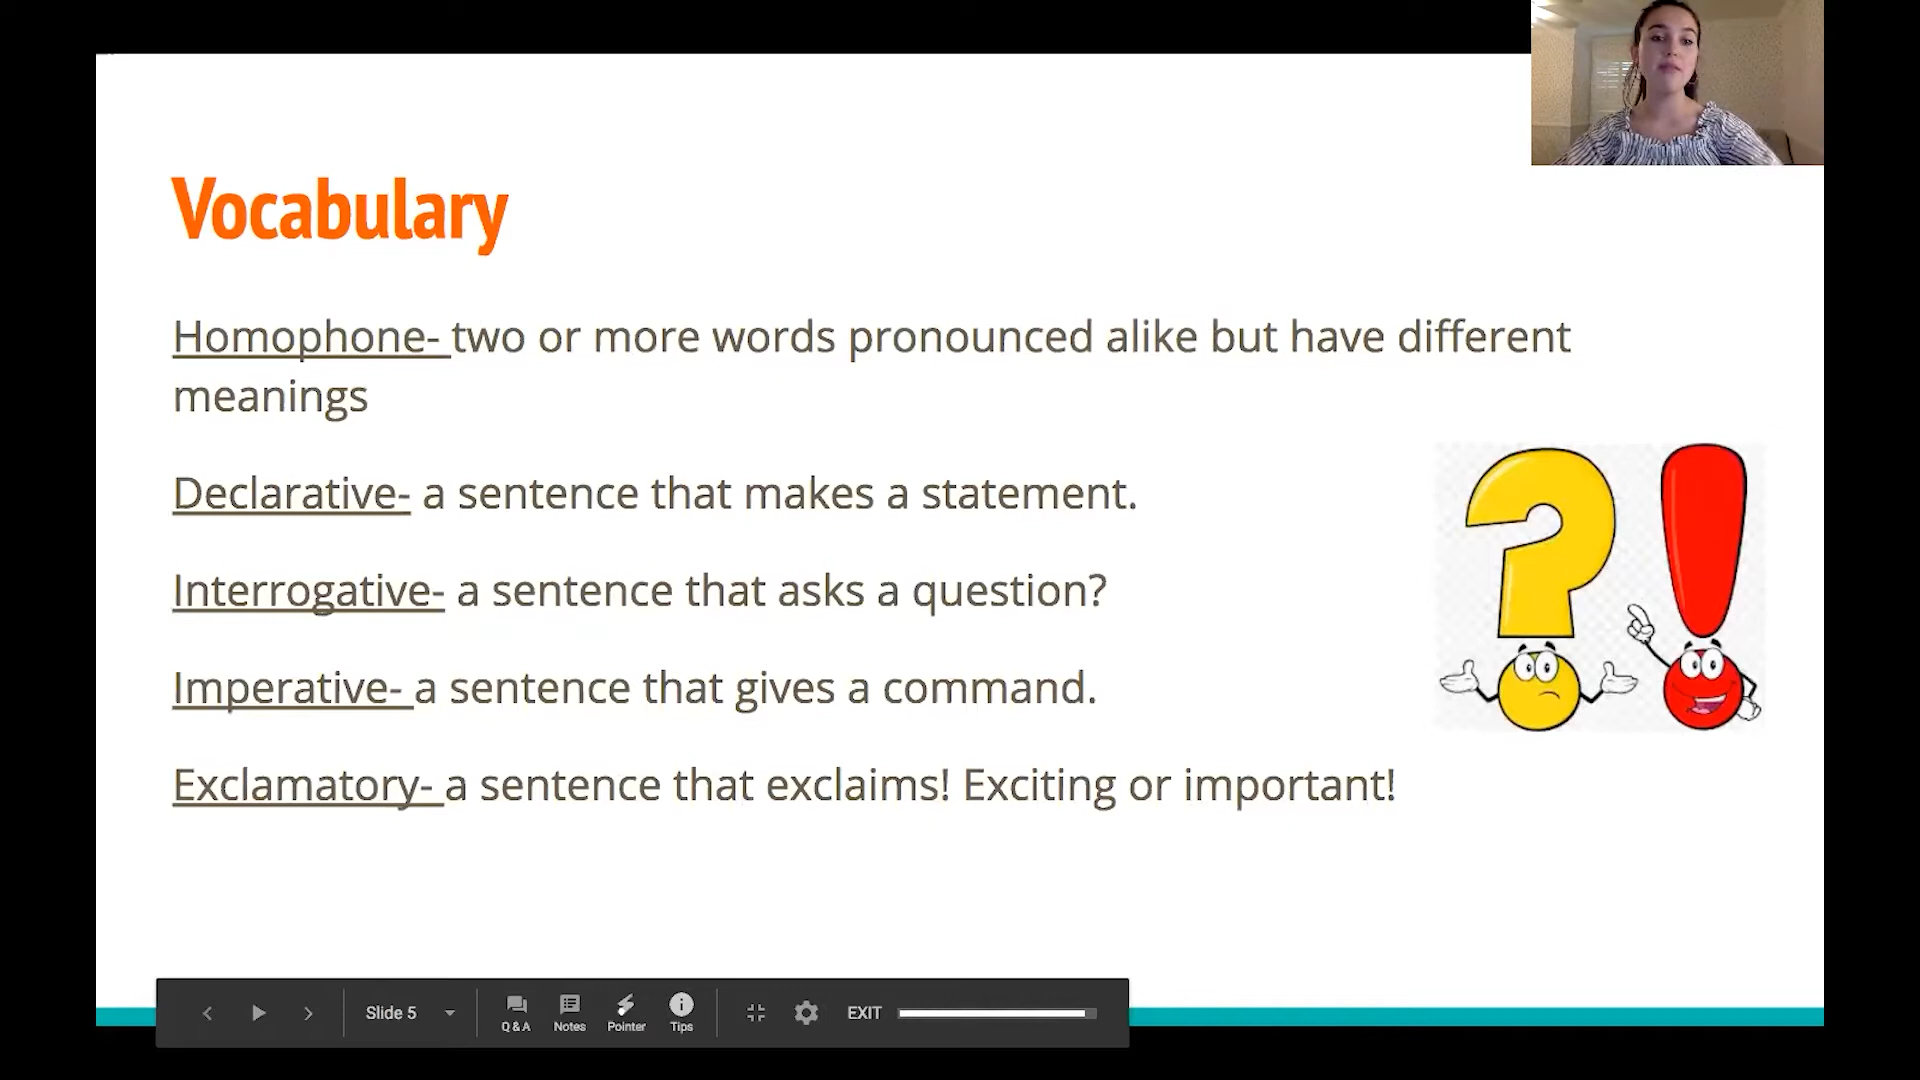 Vocabulary
Homophone- two or more words pronounced alike but have different
meanings
Declarative- a sentence that makes a statement.
Interrogative- a sentence that asks a question?
Imperative- a sentence that gives a command.
Exclamatory- a sentence that exclaims! Exciting or important!
?!
Slide 5
Q & A
Notes
Pointer
Tips
EXIT